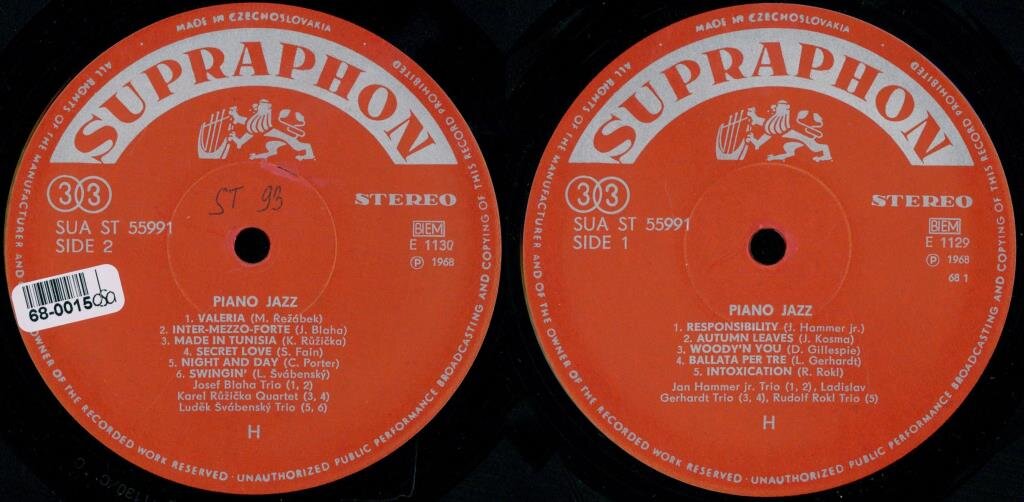 MADE IN CZECHOSLOVAKIA
ALL RIGHTS OF THE MANUFACTURER AND OF THE OWNER OF THE RECORDED WORK RESERVED · UNAUTHORIZED PUBLIC PERFORMANCE BROADCASTING AND COPYING OF THIS RECORD PROHIBITED
SUPRAPHON
33
ST 93
STEREO
SUA ST 55991
SIDE 2
BIEM
E 1130
Ⓟ 1968
68-0015
PIANO JAZZ
1. VALERIA (M. Režábek)
2. INTER-MEZZO-FORTE (J. Blaha)
3. MADE IN TUNISIA (K. Růžička)
4. SECRET LOVE (S. Fain)
5. NIGHT AND DAY (C. Porter)
6. SWINGIN' (L. Švábenský)
Josef Blaha Trio (1, 2)
Karel Růžička Quartet (3, 4)
Luděk Švábenský Trio (5, 6)
H
MADE IN CZECHOSLOVAKIA
ALL RIGHTS OF THE MANUFACTURER AND OF THE OWNER OF THE RECORDED WORK RESERVED · UNAUTHORIZED PUBLIC PERFORMANCE BROADCASTING AND COPYING OF THIS RECORD PROHIBITED
SUPRAPHON
33
STEREO
SUA ST 55991
SIDE 1
BIEM
E 1129
Ⓟ 1968
68 1
PIANO JAZZ
1. RESPONSIBILITY (J. Hammer jr.)
2. AUTUMN LEAVES (J. Kosma)
3. WOODY'N YOU (D. Gillespie)
4. BALLATA PER TRE (L. Gerhardt)
5. INTOXICATION (R. Rokl)
Jan Hammer jr. Trio (1, 2), Ladislav
Gerhardt Trio (3, 4), Rudolf Rokl Trio (5)
H